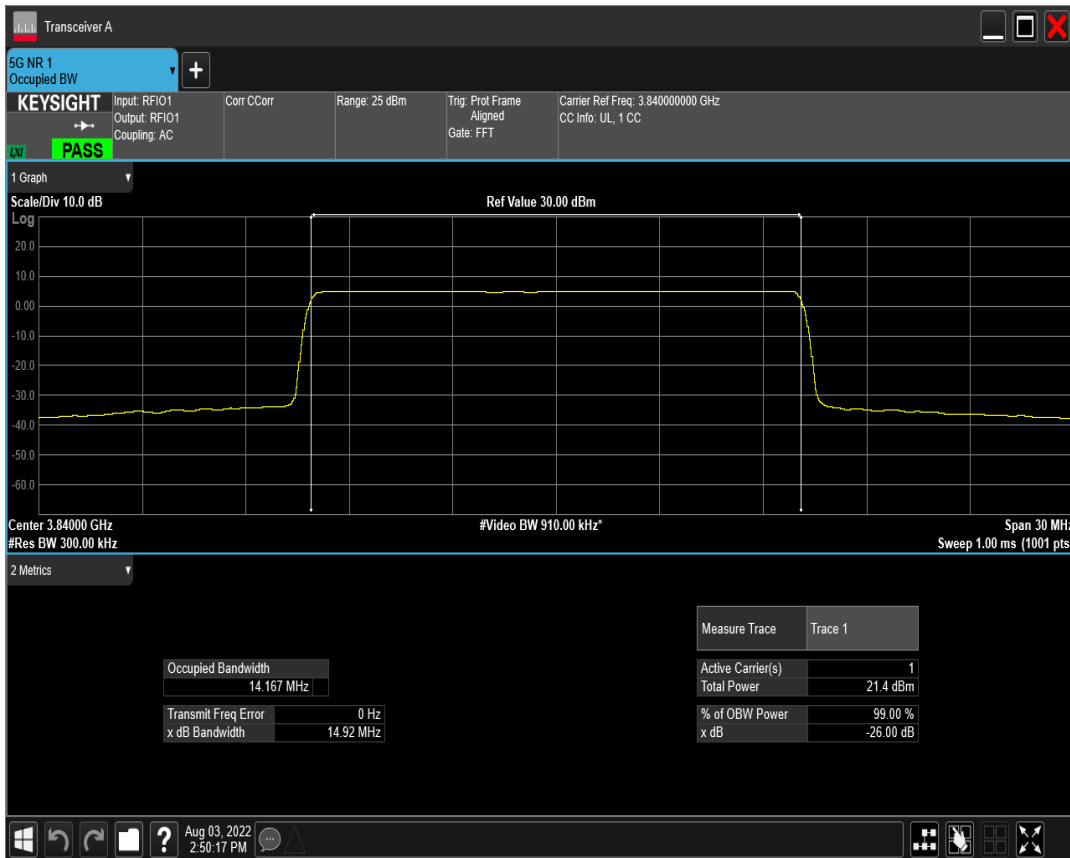 Transceiver A
5G NR 1
Occupied BW
+
KEYSIGHT
LXI
PASS
Input: RFIO1
Output: RFIO1
Coupling: AC
Corr CCorr
Range: 25 dBm
Trig: Prot Frame
Aligned
Gate: FFT
Carrier Ref Freq: 3.840000000 GHz
CC Info: UL, 1 CC
1 Graph
Scale/Div 10.0 dB
Ref Value 30.00 dBm
Log
20.0
10.0
0.00
-10.0
-20.0
-30.0
-40.0
-50.0
-60.0
Center 3.84000 GHz
#Video BW 910.00 kHz*
Span 30 MHz
#Res BW 300.00 kHz
Sweep 1.00 ms (1001 pts
2 Metrics
Measure Trace Trace 1
Occupied Bandwidth
14.167 MHz
Active Carrier(s) 1
Total Power 21.4 dBm
Transmit Freq Error 0 Hz
x dB Bandwidth 14.92 MHz
% of OBW Power 99.00 %
x dB -26.00 dB
?
Aug 03, 2022
2:50:17 PM